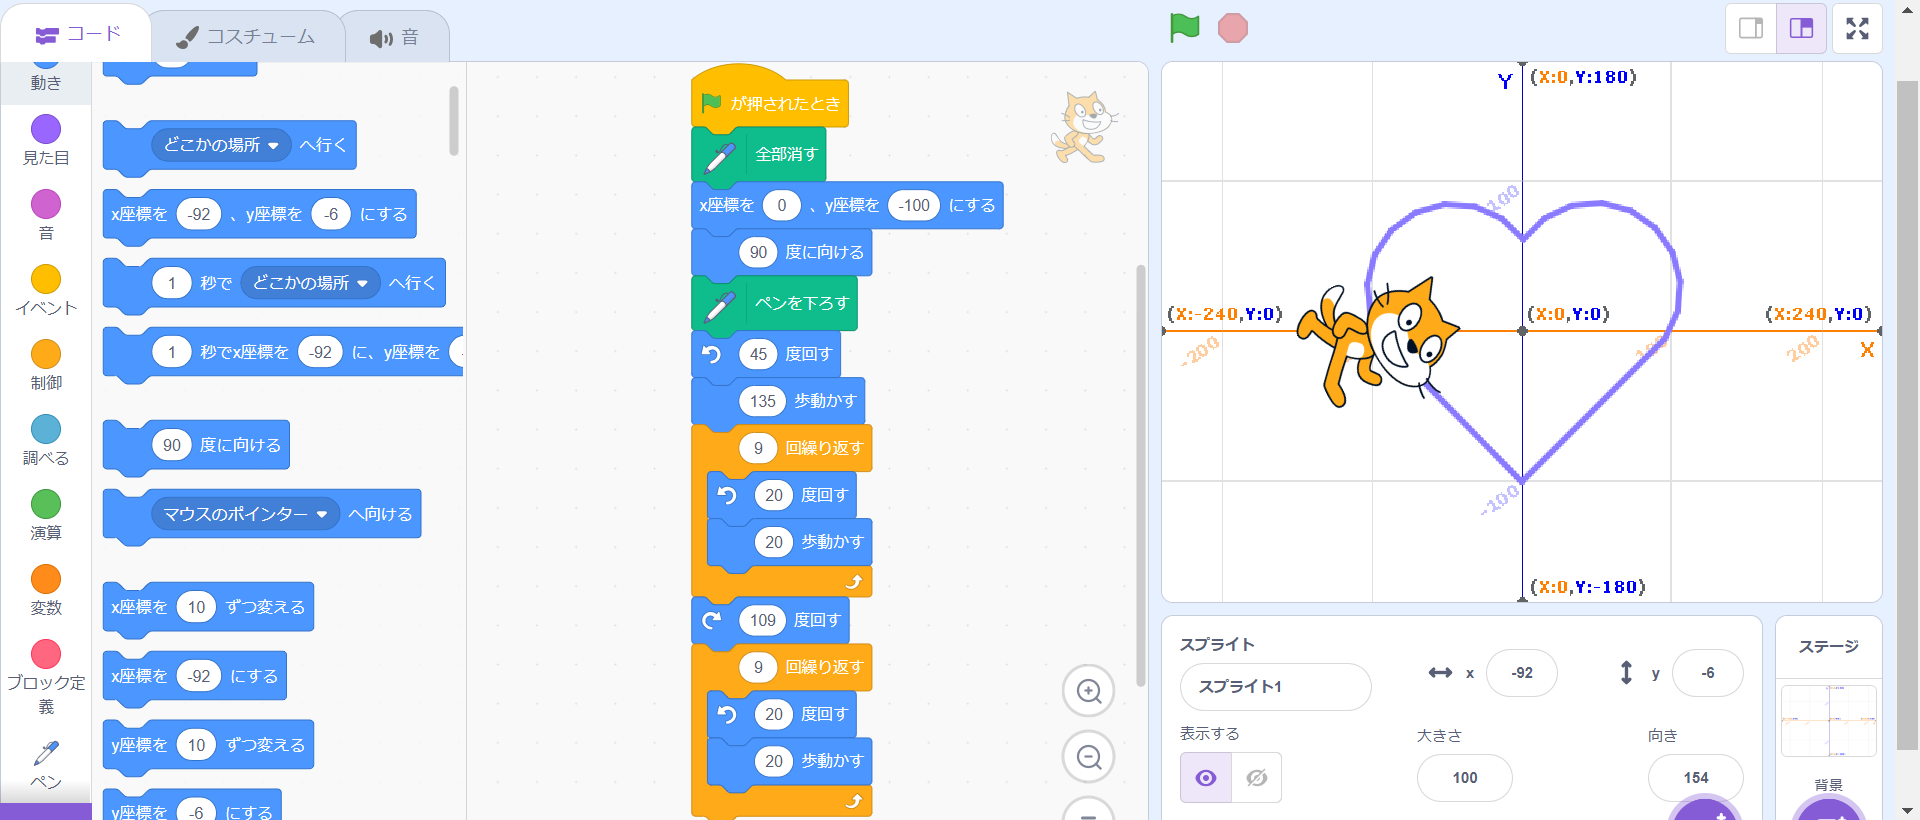 コード
コスチューム
音
動き
見た目
音
イベント
制御
調べる
演算
変数
ブロック定
義
ペン
どこかの場所 へ行く
x座標を -92 、y座標を -6 にする
1 秒で どこかの場所 へ行く
1 秒でx座標を -92 に、y座標を
90 度に向ける
マウスのポインター へ向ける
x座標を 10 ずつ変える
x座標を -92 にする
y座標を 10 ずつ変える
y座標を -6 にする
が押されたとき
全部消す
x座標を 0 、y座標を -100 にする
90 度に向ける
ペンを下ろす
45 度回す
135 歩動かす
9 回繰り返す
20 度回す
20 歩動かす
109 度回す
9 回繰り返す
20 度回す
20 歩動かす
Y (X:0,Y:180)
100
(X:-240,Y:0) (X:0,Y:0) (X:240,Y:0)
-200 200 X
-100
(X:0,Y:-180)
スプライト
スプライト1
x -92
y -6
表示する
大きさ
100
向き
154
ステージ
背景